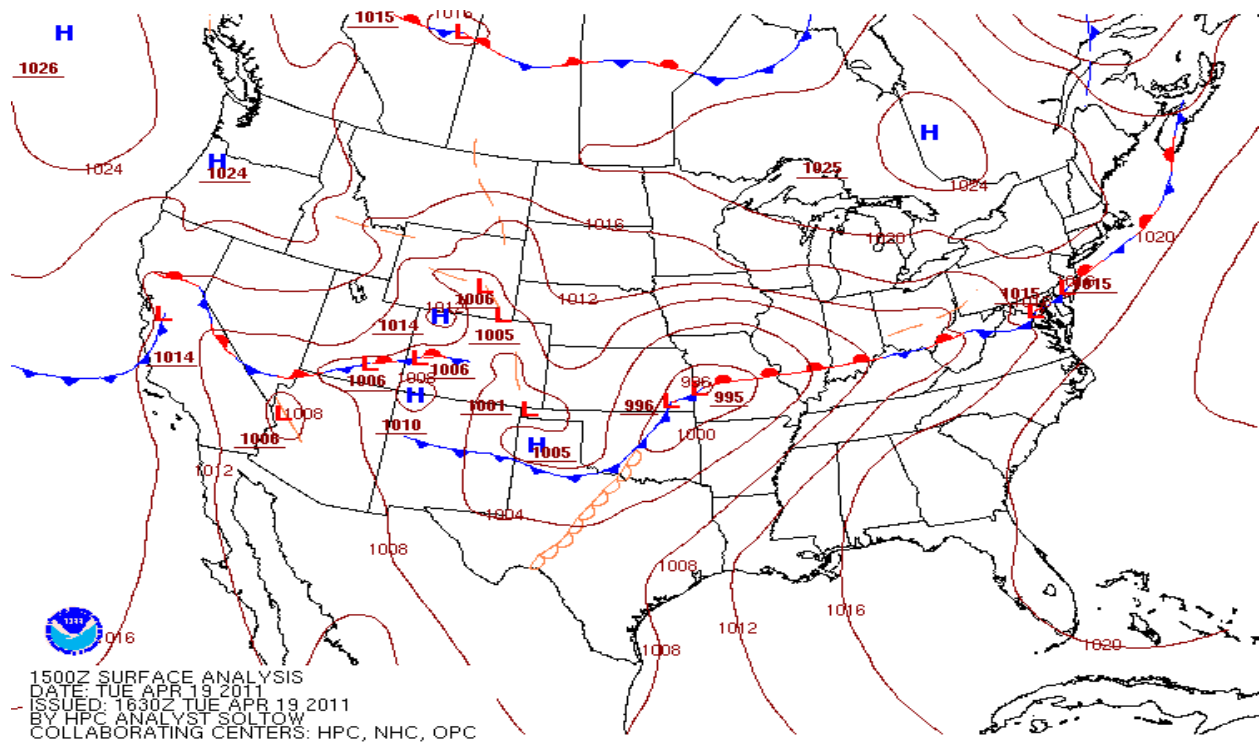 1015
1016
L
H
1026
1024
H
1024
H
1025
1024
1016
1020
1020
L
1006
1012
1012
H
1014
L
1005
L
1015
L
1015
L
1014
L
1006
L
1006
1008
H
1010
L
1008
1006
L
1001
H
1005
L
996
L
995
996
1000
1012
1004
1008
1008
1016
1012
1008
1020
1016
1500Z SURFACE ANALYSIS
DATE: TUE APR 19 2011
ISSUED: 1630Z TUE APR 19 2011
BY HPC ANALYST SOLTOW
COLLABORATING CENTERS: HPC, NHC, OPC